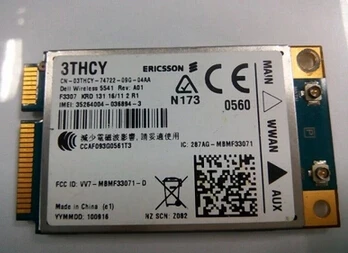 3THCY
ERICSSON
CN-03THCY-74722-09G-04AA
Dell Wireless 5541 Rev: A01
F3307 KRD 131 16/11 2 R1
IMEI: 35264004-036894-3
N173
0560
MAIN
WWAN
AUX
減少電磁波影響，請妥適使用
CCAF093G0561T3
IC: 287AG-MBMF33071
FCC ID: VV7-MBMF33071-D
Made in China (e1)
YYMMDD: 100616
NZ SCN: Z082